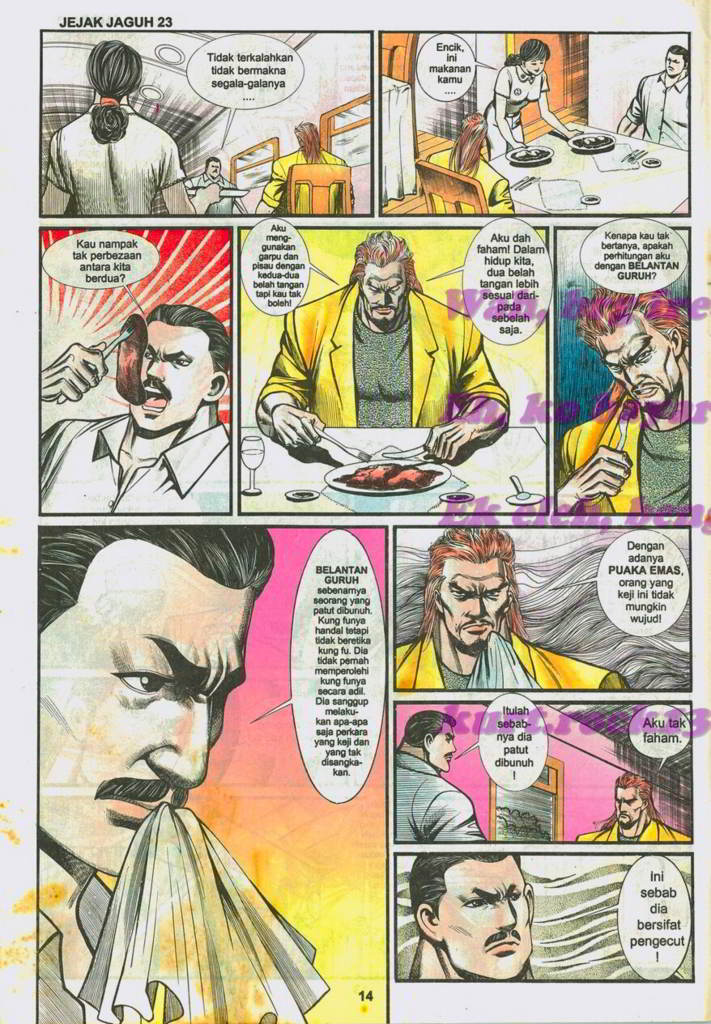 JEJAK JAGUH 23
Tidak terkalahkan
tidak bermakna
segala-galanya
....
Encik,
ini
makanan
kamu
....
Kau nampak
tak perbezaan
antara kita
berdua?
Aku
meng-
gunakan
garpu dan
pisau dengan
kedua-dua
belah tangan
tapi kau tak
boleh!
Aku dah
faham! Dalam
hidup kita,
dua belah
tangan lebih
sesuai dari-
pada
sebelah
saja.
Kenapa kau tak
bertanya, apakah
perhitungan aku
dengan BELANTAN
GURUH?
BELANTAN
GURUH
sebenarnya
seorang yang
patut dibunuh.
Kung funya
handal tetapi
tidak beretika
kung fu. Dia
tidak pernah
memperolehi
kung funya
secara adil.
Dia sanggup
melaku-
kan apa-apa
saja perkara
yang keji dan
yang tak
disangka-
kan.
Dengan
adanya
PUAKA EMAS,
orang yang
keji ini tidak
mungkin
wujud!
Itulah
sebab-
nya dia
patut
dibunuh
!
Aku tak
faham.
Ini
sebab
dia
bersifat
pengecut
!
14